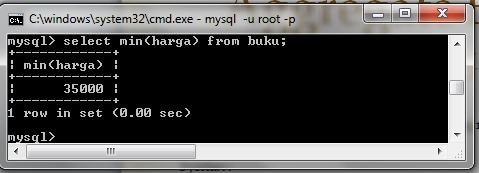 C:\windows\system32\cmd.exe - mysql  -u root -p
mysql> select min(harga) from buku;
+------------+
| min(harga) |
+------------+
|      35000 |
+------------+
1 row in set (0.00 sec)
mysql>